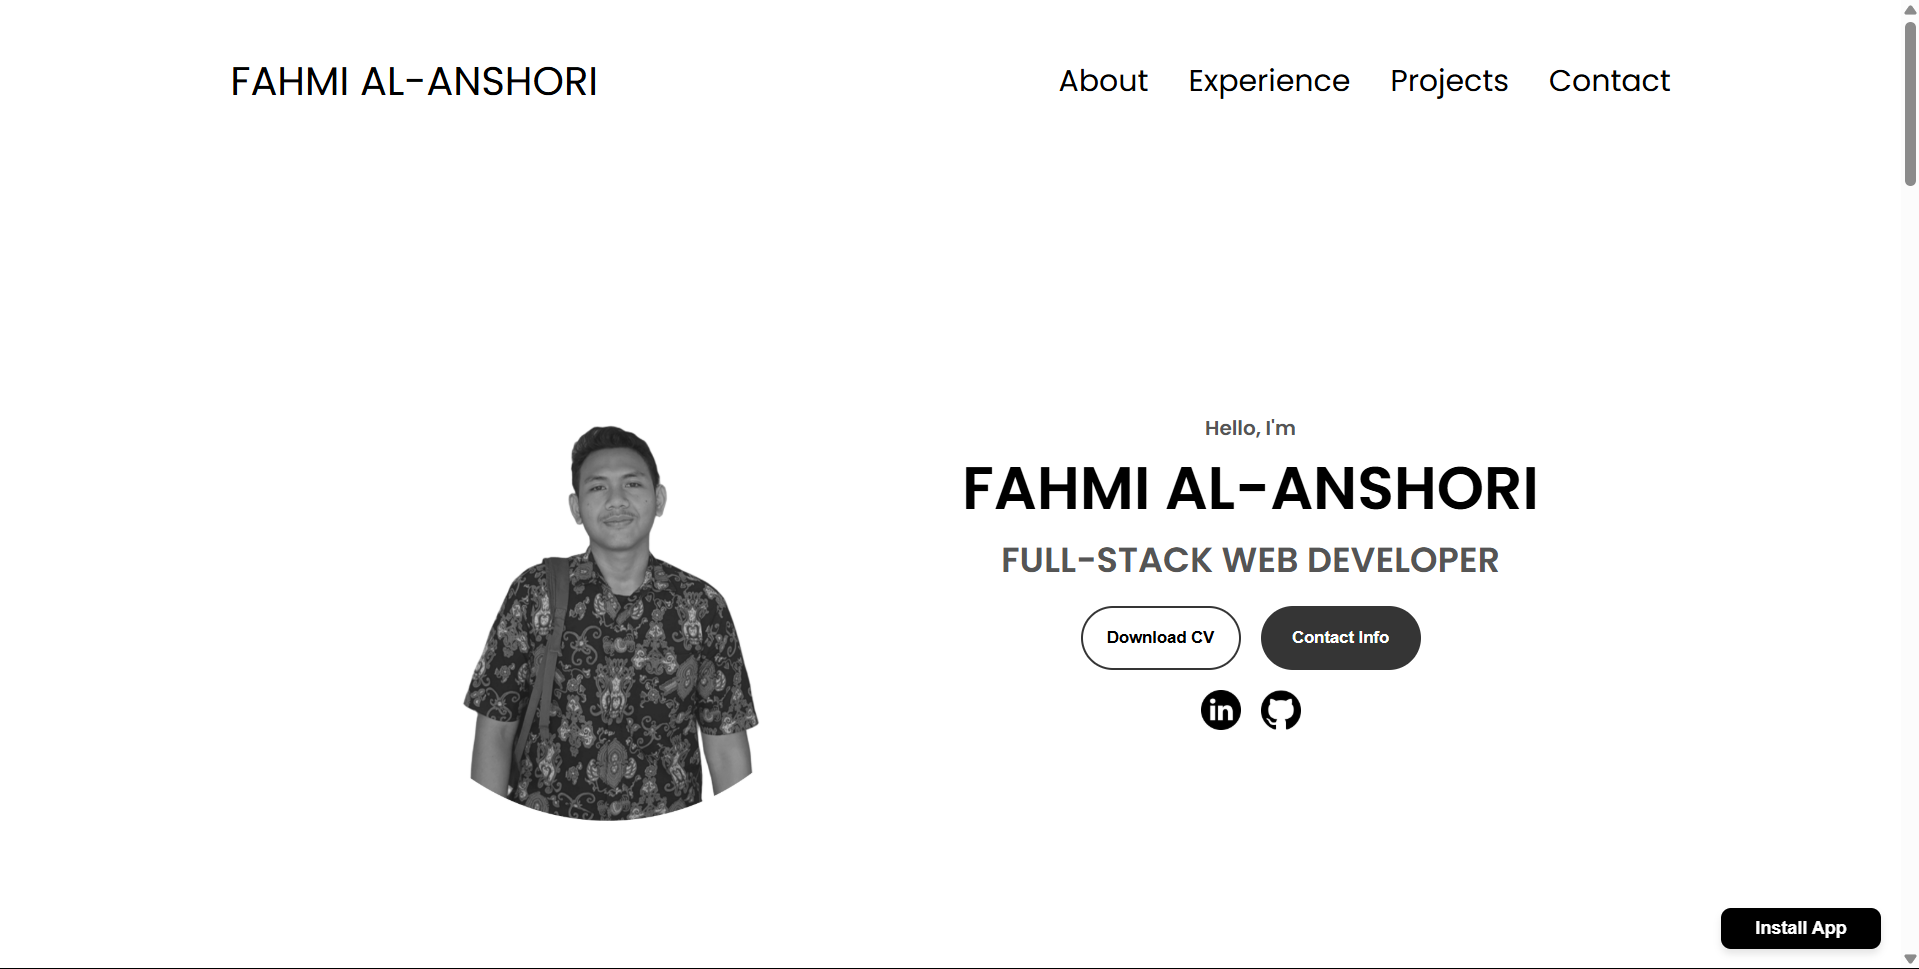 FAHMI AL-ANSHORI
About Experience Projects Contact
Hello, I'm
FAHMI AL-ANSHORI
FULL-STACK WEB DEVELOPER
Download CV
Contact Info
in
Install App